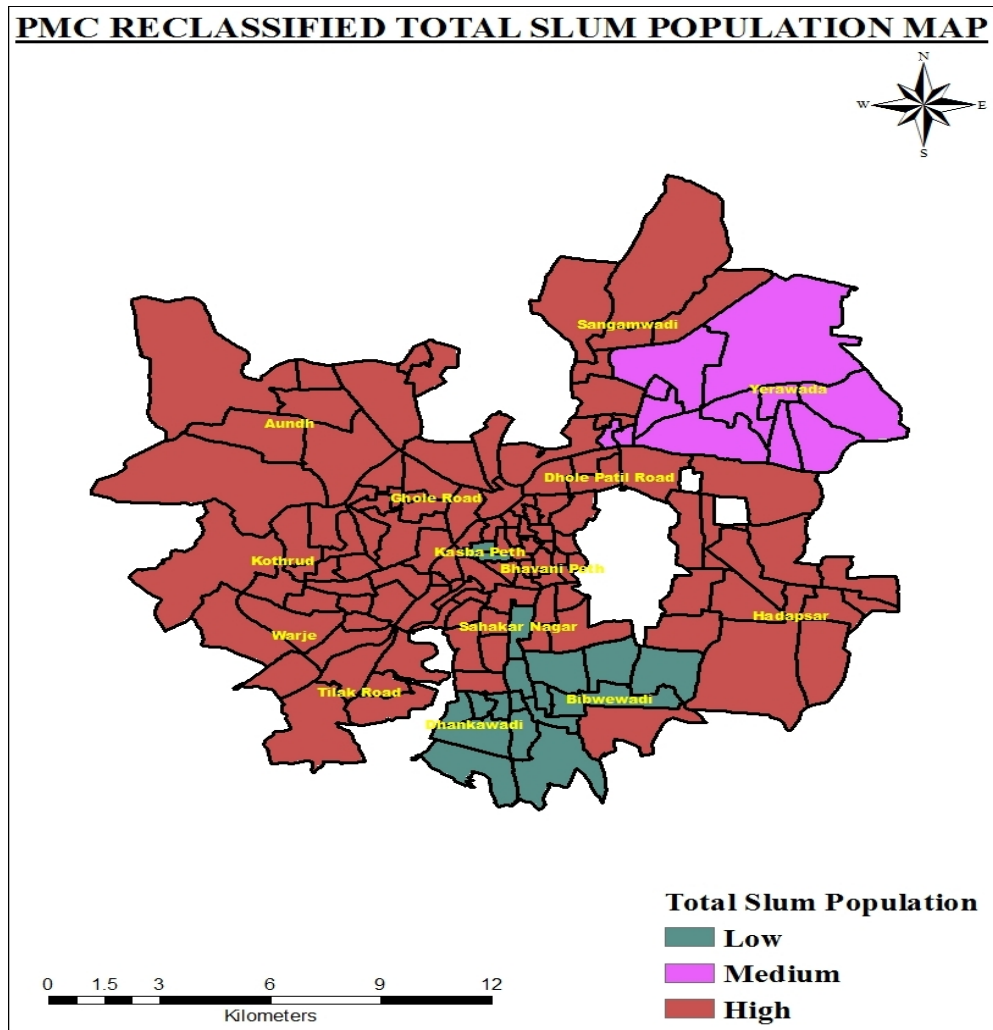 PMC RECLASSIFIED TOTAL SLUM POPULATION MAP
N
W E
S
Sangamwadi
Yerawada
Aundh
Dhole Patil Road
Ghole Road
Kasba Peth
Kothrud
Bhavani Peth
Hadapsar
Sahakar Nagar
Warje
Tilak Road
Bibwewadi
Dhankawadi
Total Slum Population
Low
Medium
High
0 1.5 3 6 9 12
Kilometers